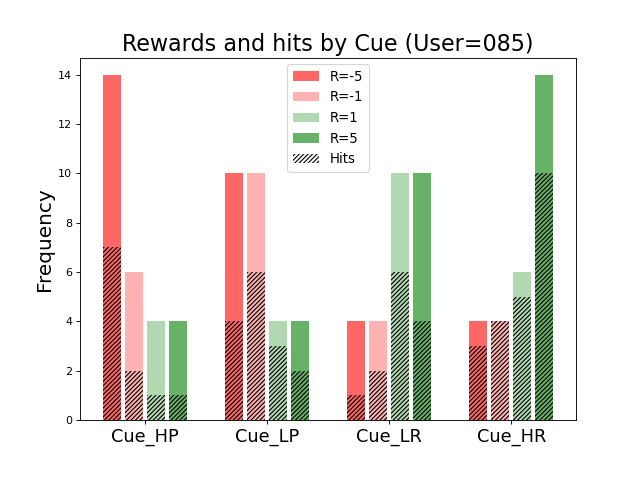 Rewards and hits by Cue (User=085)
R=-5
R=-1
R=1
R=5
Hits
Frequency
14
12
10
8
6
4
2
0
Cue_HP
Cue_LP
Cue_LR
Cue_HR